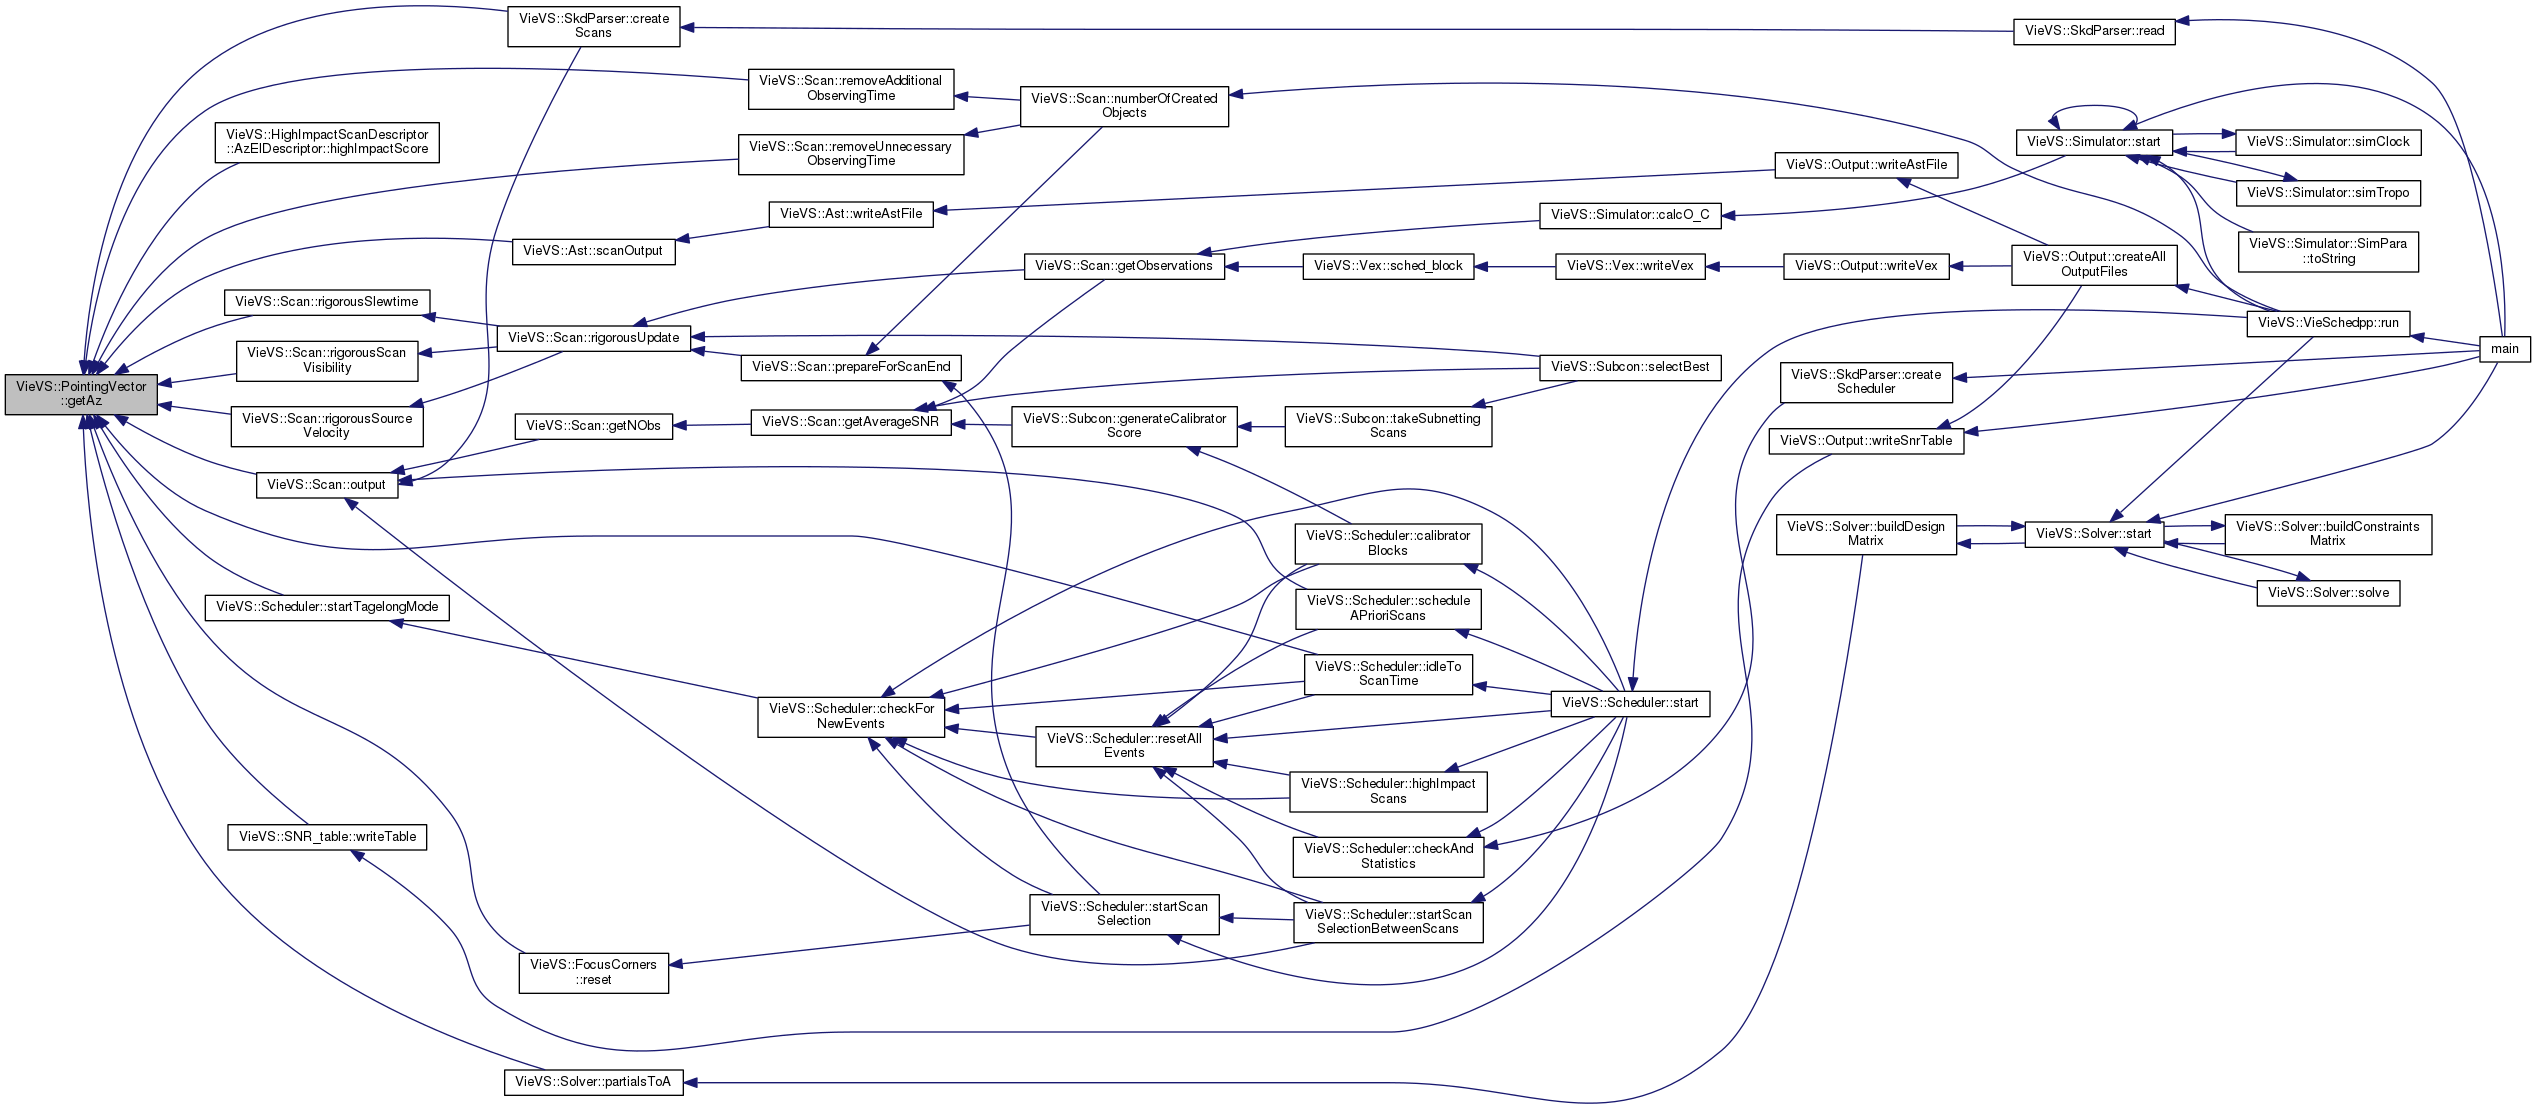 VieVS::SkdParser::create
Scans
VieVS::SkdParser::read
VieVS::Scan::removeAdditional
ObservingTime
VieVS::Scan::numberOfCreated
Objects
VieVS::HighImpactScanDescriptor
::AzElDescriptor::highImpactScore
VieVS::Scan::removeUnnecessary
ObservingTime
VieVS::Simulator::start
VieVS::Simulator::simClock
VieVS::Output::writeAstFile
VieVS::Simulator::simTropo
VieVS::Ast::writeAstFile
VieVS::Simulator::calcO_C
VieVS::Ast::scanOutput
VieVS::Simulator::SimPara
::toString
VieVS::Scan::getObservations
VieVS::Vex::sched_block
VieVS::Vex::writeVex
VieVS::Output::writeVex
VieVS::Output::createAll
OutputFiles
VieVS::Scan::rigorousSlewtime
VieVS::Scan::rigorousUpdate
VieVS::VieSchedpp::run
VieVS::Scan::rigorousScan
Visibility
main
VieVS::Scan::prepareForScanEnd
VieVS::Subcon::selectBest
VieVS::PointingVector
::getAz
VieVS::SkdParser::create
Scheduler
VieVS::Scan::rigorousSource
Velocity
VieVS::Scan::getNObs
VieVS::Scan::getAverageSNR
VieVS::Subcon::generateCalibrator
Score
VieVS::Subcon::takeSubnetting
Scans
VieVS::Output::writeSnrTable
VieVS::Scan::output
VieVS::Scheduler::calibrator
Blocks
VieVS::Solver::buildDesign
Matrix
VieVS::Solver::start
VieVS::Solver::buildConstraints
Matrix
VieVS::Solver::solve
VieVS::Scheduler::startTagelongMode
VieVS::Scheduler::schedule
APrioriScans
VieVS::Scheduler::idleTo
ScanTime
VieVS::Scheduler::start
VieVS::Scheduler::checkFor
NewEvents
VieVS::Scheduler::resetAll
Events
VieVS::Scheduler::highImpact
Scans
VieVS::SNR_table::writeTable
VieVS::Scheduler::checkAnd
Statistics
VieVS::Scheduler::startScan
Selection
VieVS::Scheduler::startScan
SelectionBetweenScans
VieVS::FocusCorners
::reset
VieVS::Solver::partialsToA